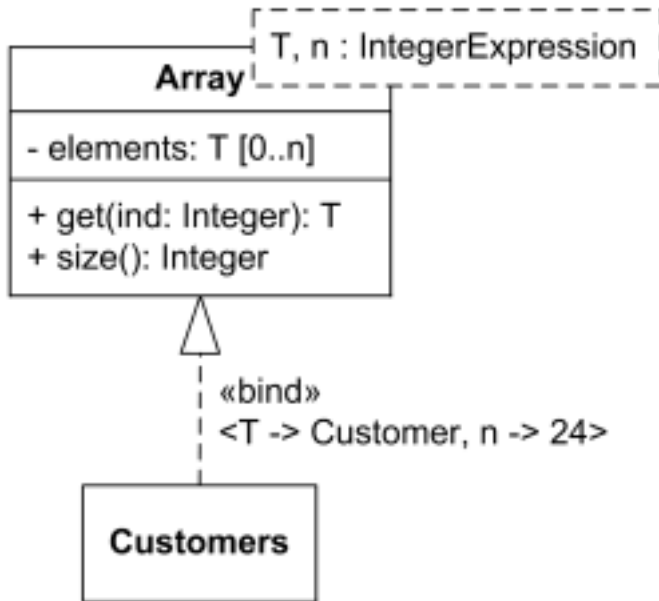 T, n : IntegerExpression
Array
- elements: T [0..n]
+ get(ind: Integer): T
+ size(): Integer
«bind»
<T -> Customer, n -> 24>
Customers